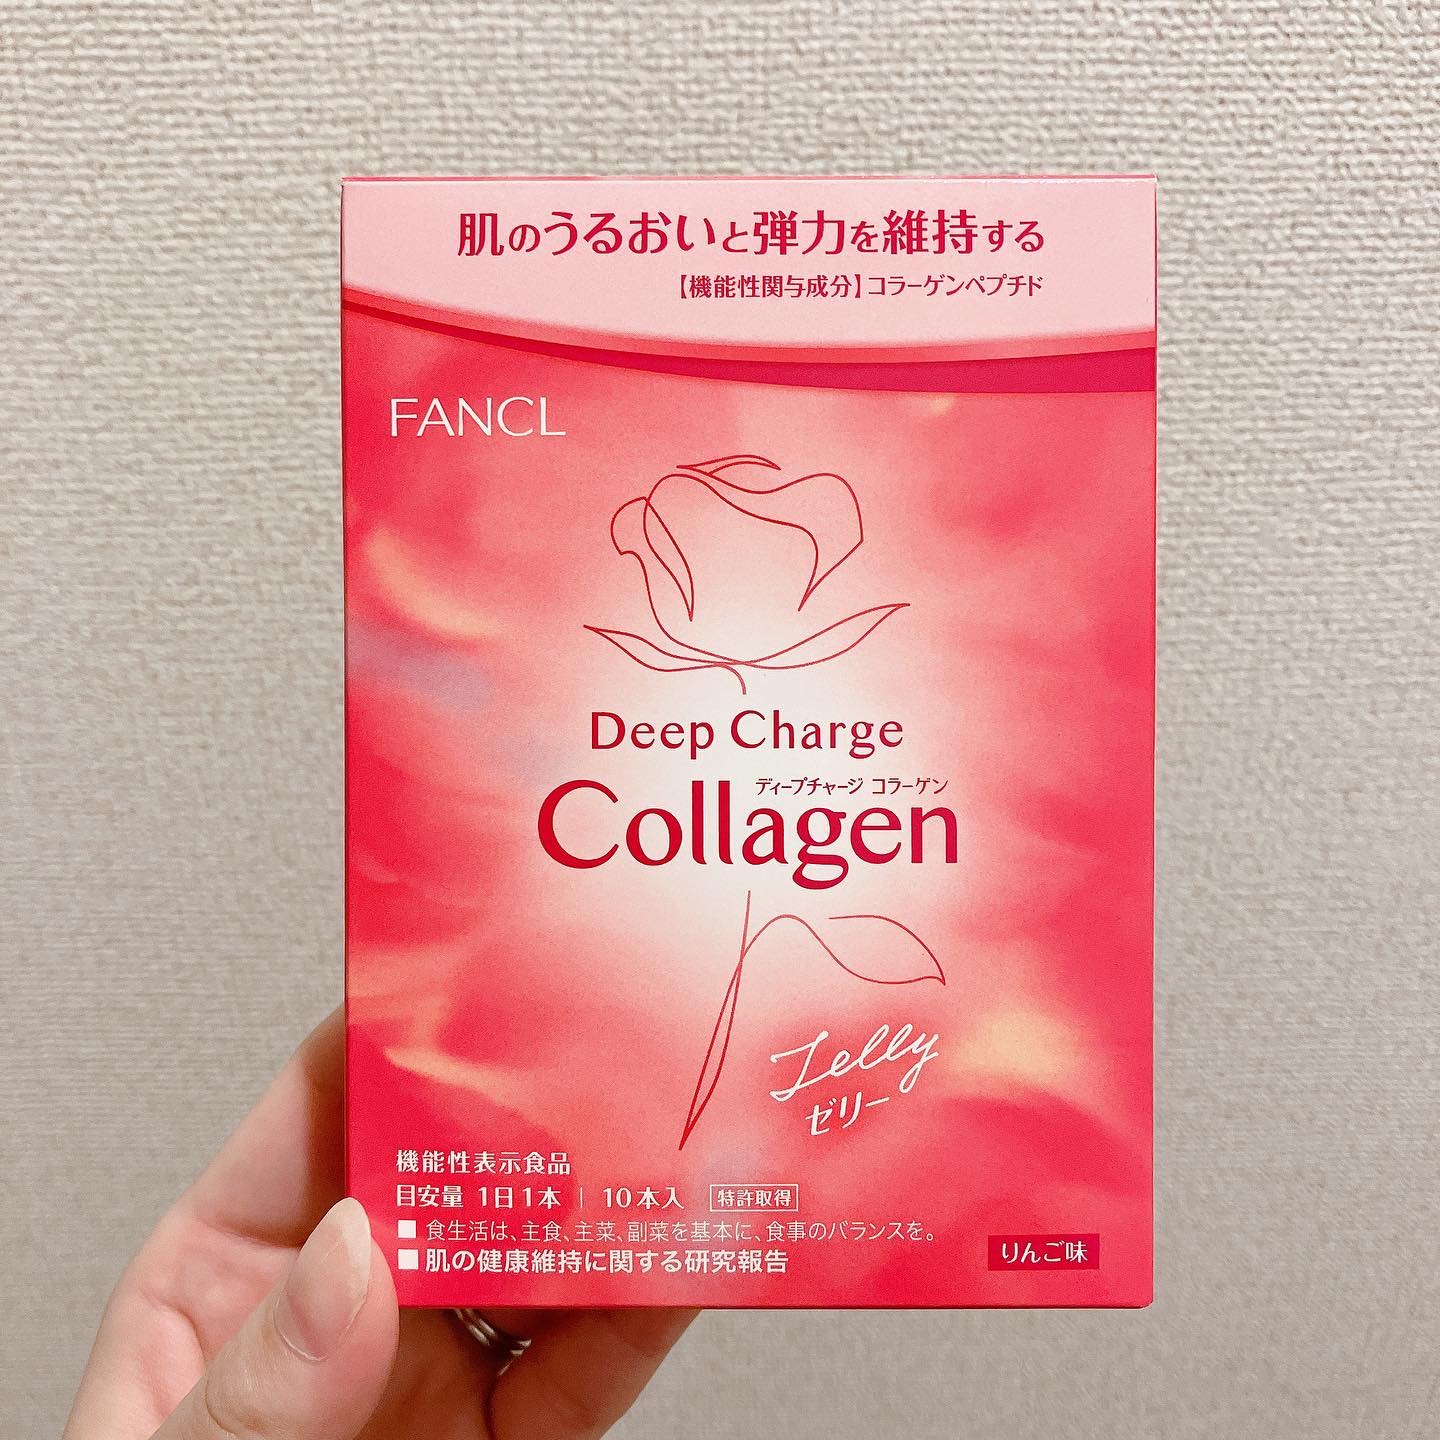 肌のうるおいと弾力を維持する
【機能性関与成分】コラーゲンペプチド
FANCL
Deep Charge
ディープチャージ コラーゲン
Collagen
Jelly
ゼリー
機能性表示食品
目安量 1日1本 | 10本入 特許取得
■ 食生活は、主食、主菜、副菜を基本に、食事のバランスを。
■ 肌の健康維持に関する研究報告
りんご味